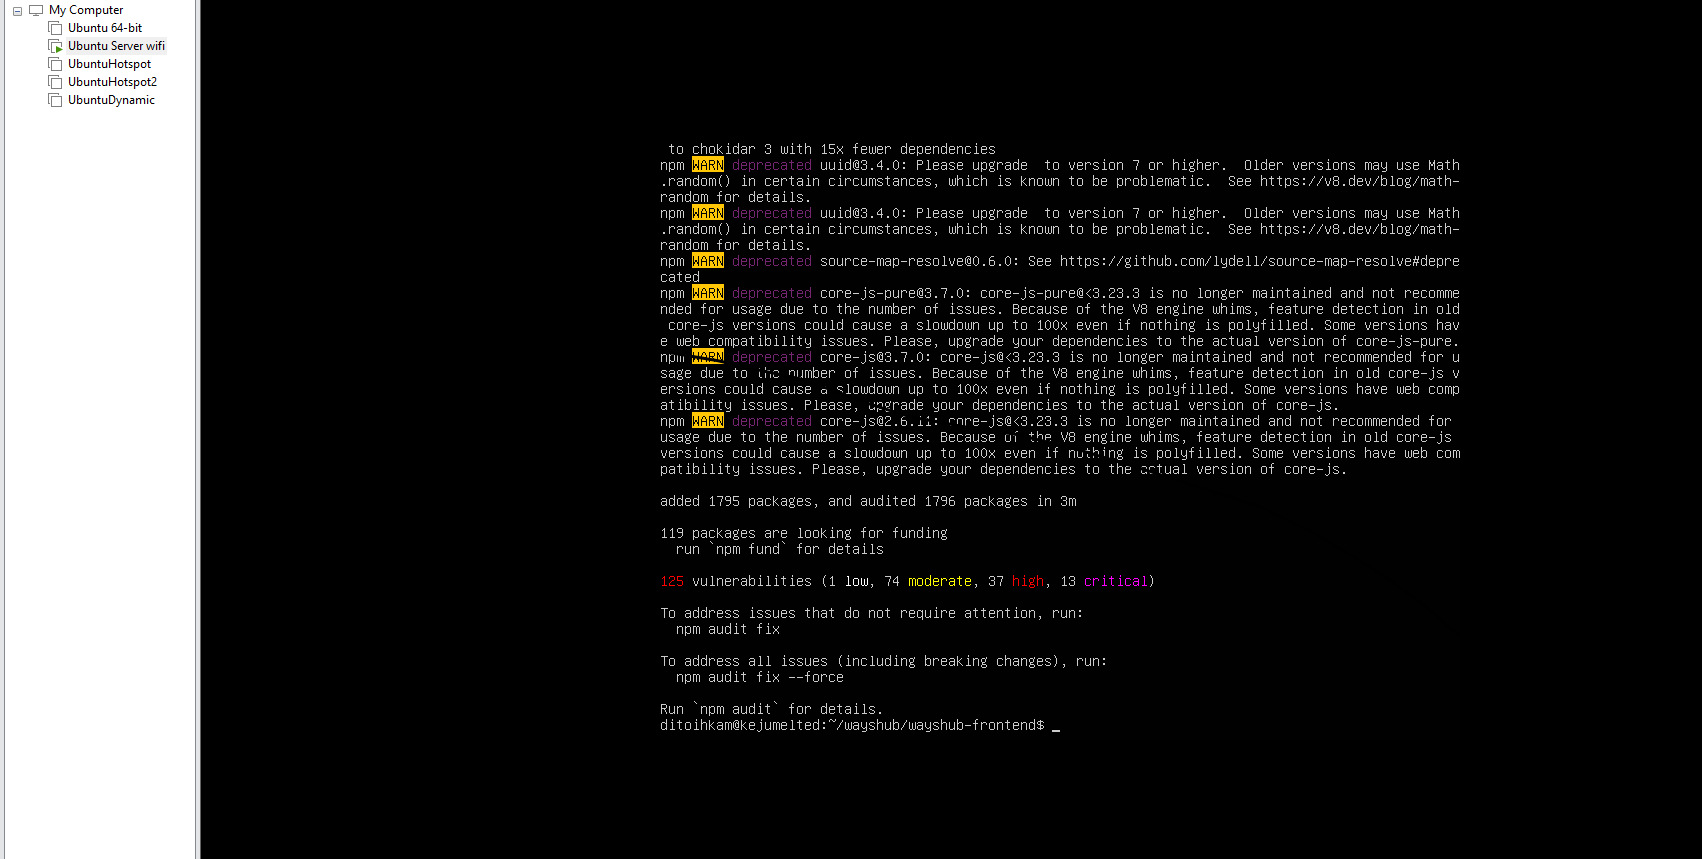 My Computer
Ubuntu 64-bit
Ubuntu Server wifi
UbuntuHotspot
UbuntuHotspot2
UbuntuDynamic
to chokidar 3 with 15x fewer dependencies
npm WARN deprecated uuid@3.4.0: Please upgrade  to version 7 or higher.  Older versions may use Math
.random() in certain circumstances, which is known to be problematic.  See https://v8.dev/blog/math-
random for details.
npm WARN deprecated uuid@3.4.0: Please upgrade  to version 7 or higher.  Older versions may use Math
.random() in certain circumstances, which is known to be problematic.  See https://v8.dev/blog/math-
random for details.
npm WARN deprecated source-map-resolve@0.6.0: See https://github.com/lydell/source-map-resolve#depre
cated
npm WARN deprecated core-js-pure@3.7.0: core-js-pure@<3.23.3 is no longer maintained and not recomme
nded for usage due to the number of issues. Because of the V8 engine whims, feature detection in old
 core-js versions could cause a slowdown up to 100x even if nothing is polyfilled. Some versions hav
e web compatibility issues. Please, upgrade your dependencies to the actual version of core-js-pure.
npm WARN deprecated core-js@3.7.0: core-js@<3.23.3 is no longer maintained and not recommended for u
sage due to the number of issues. Because of the V8 engine whims, feature detection in old core-js v
ersions could cause a slowdown up to 100x even if nothing is polyfilled. Some versions have web comp
atibility issues. Please, upgrade your dependencies to the actual version of core-js.
npm WARN deprecated core-js@2.6.11: core-js@<3.23.3 is no longer maintained and not recommended for
usage due to the number of issues. Because of the V8 engine whims, feature detection in old core-js
versions could cause a slowdown up to 100x even if nothing is polyfilled. Some versions have web com
patibility issues. Please, upgrade your dependencies to the actual version of core-js.
added 1795 packages, and audited 1796 packages in 3m
119 packages are looking for funding
  run `npm fund` for details
125 vulnerabilities (1 low, 74 moderate, 37 high, 13 critical)
To address issues that do not require attention, run:
  npm audit fix
To address all issues (including breaking changes), run:
  npm audit fix --force
Run `npm audit` for details.
ditoihkam@kejumelted:~/wayshub/wayshub-frontend$ _